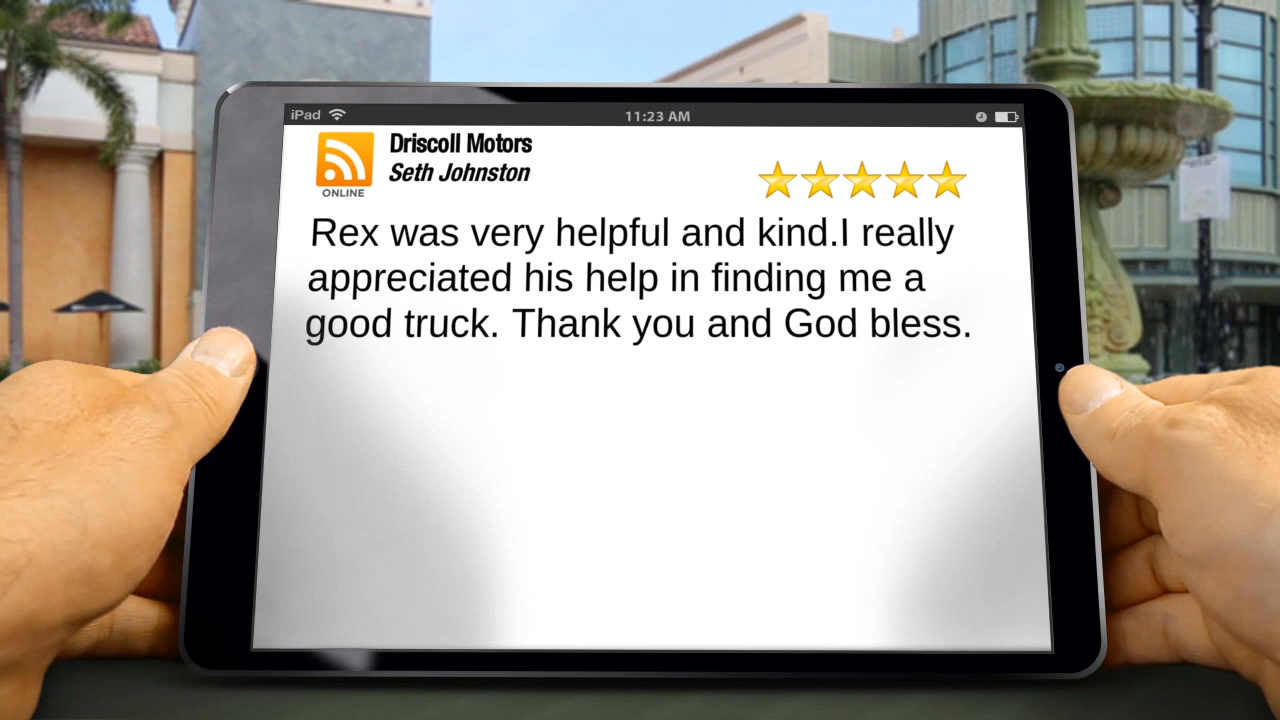 iPad
11:23 AM
Driscoll Motors
Seth Johnston
ONLINE
Rex was very helpful and kind.I really
appreciated his help in finding me a
good truck. Thank you and God bless.